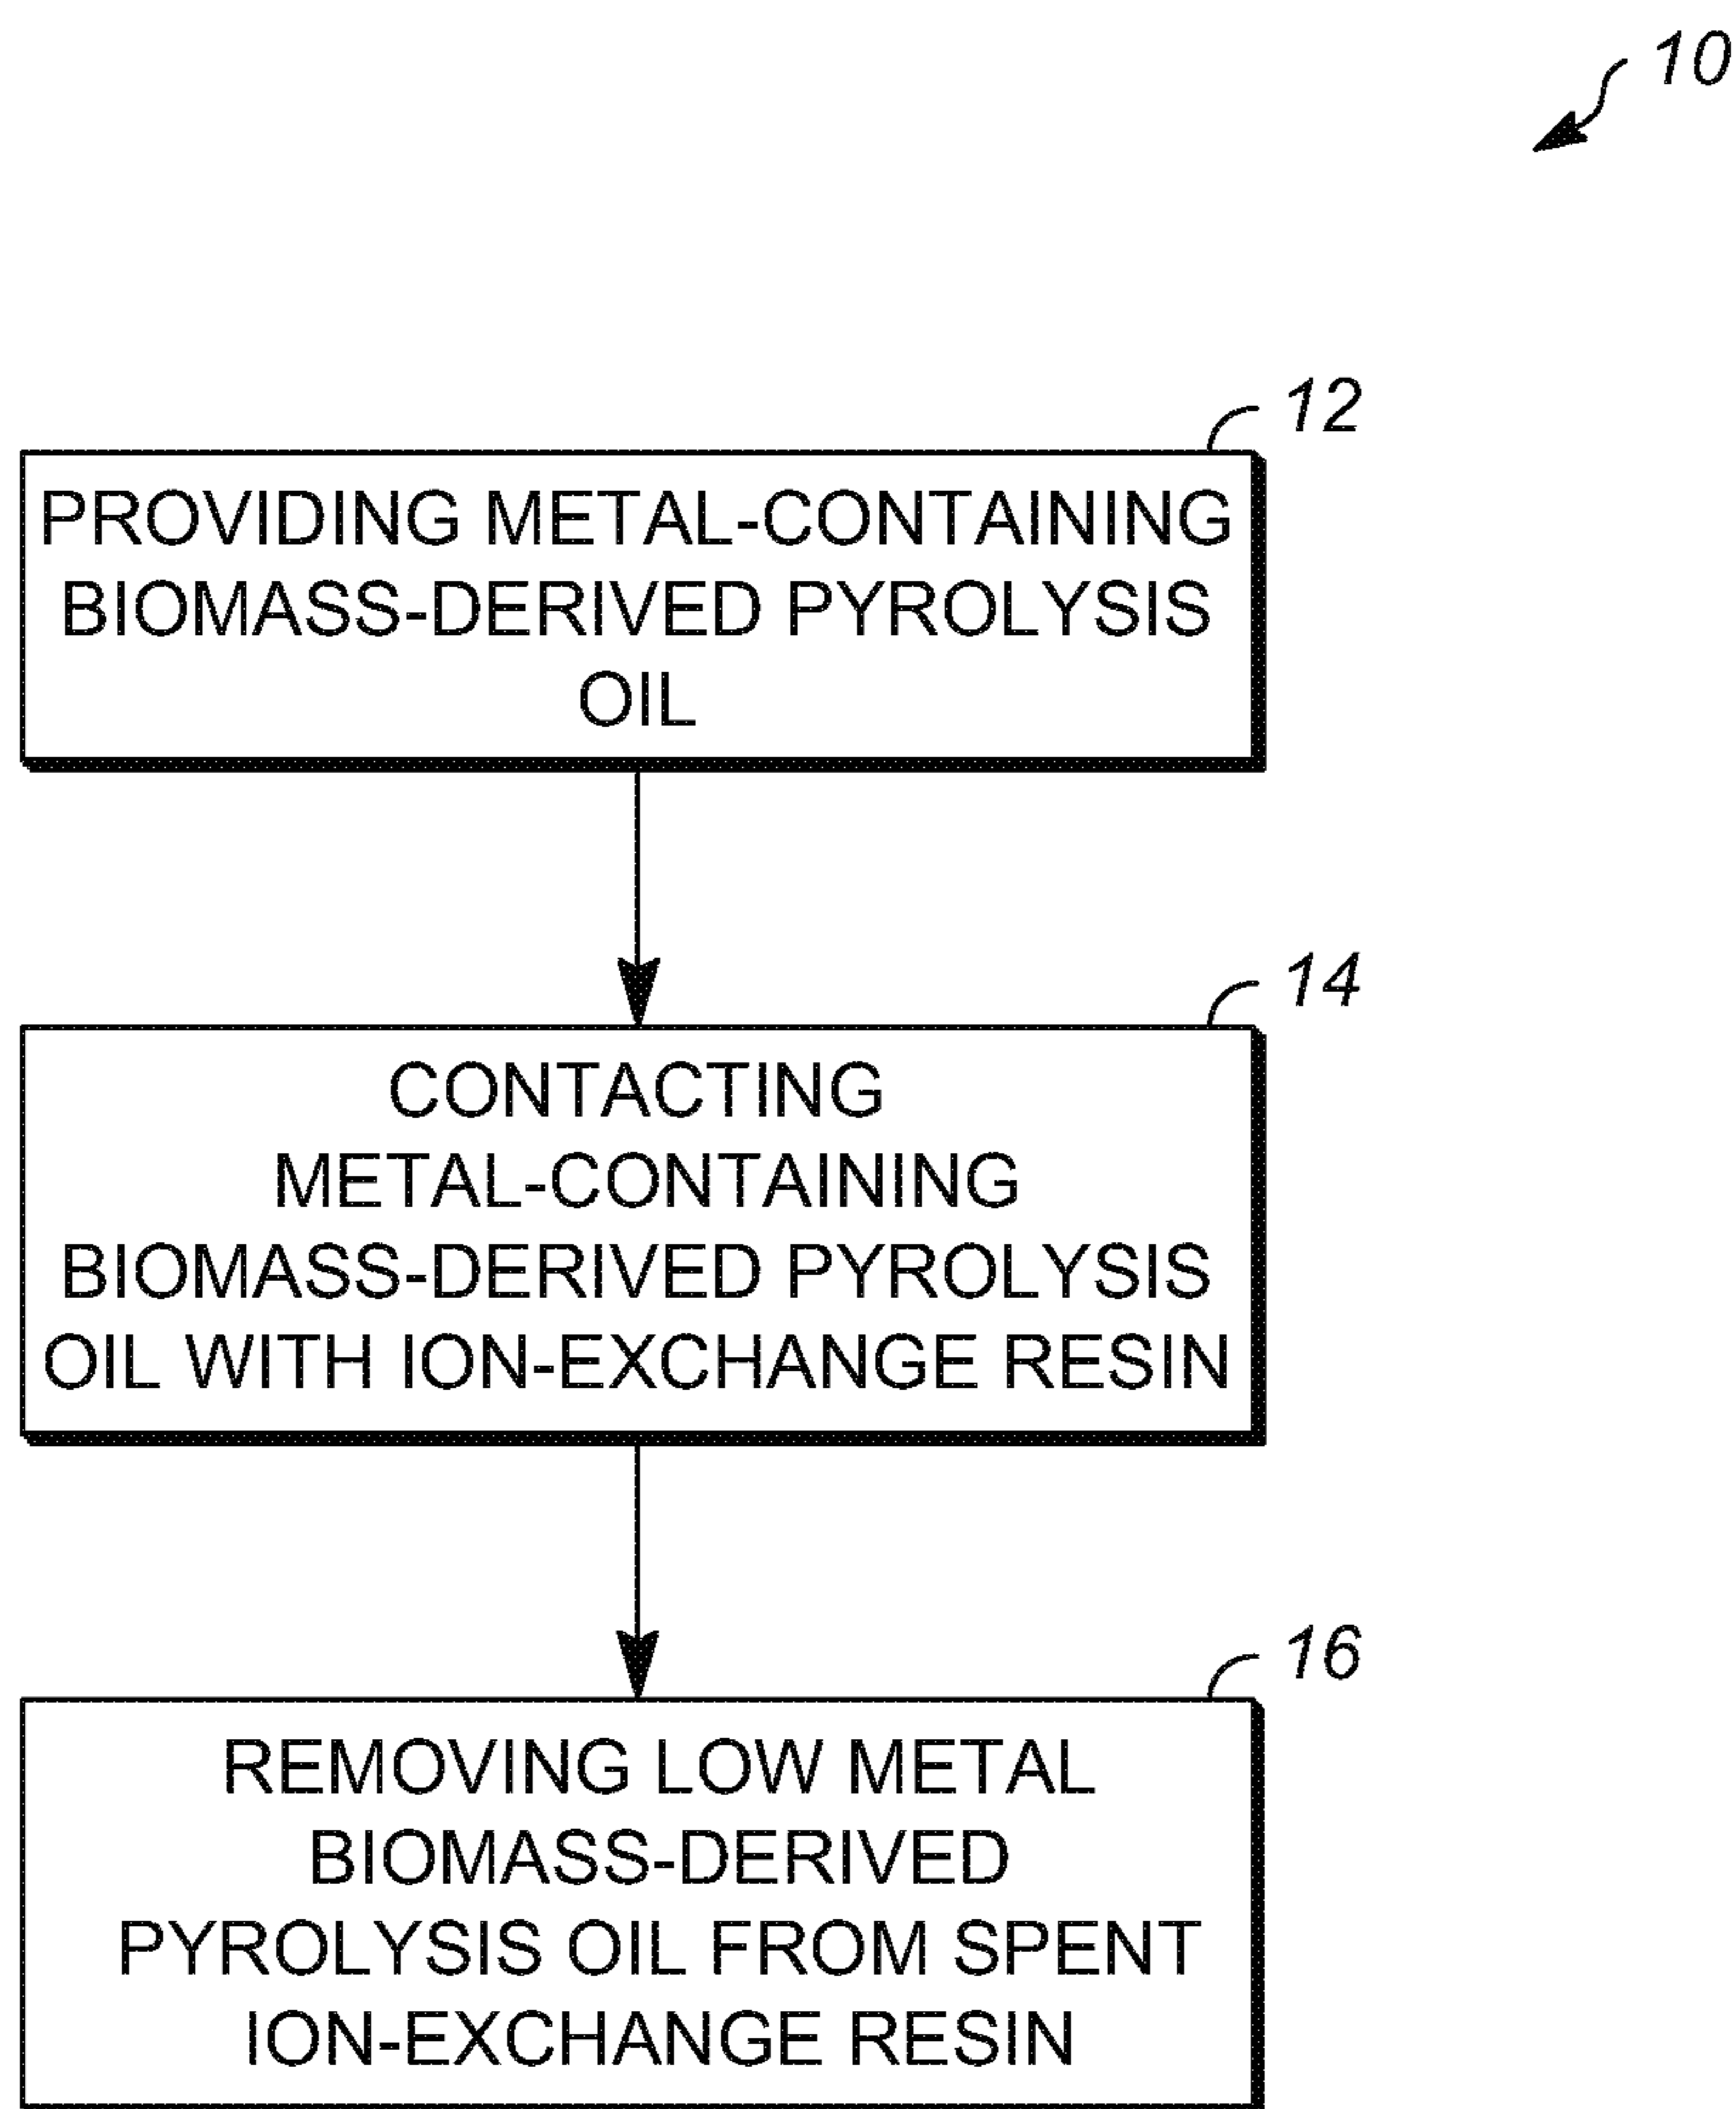 10
12
PROVIDING METAL-CONTAINING
BIOMASS-DERIVED PYROLYSIS
OIL
14
CONTACTING
METAL-CONTAINING
BIOMASS-DERIVED PYROLYSIS
OIL WITH ION-EXCHANGE RESIN
16
REMOVING LOW METAL
BIOMASS-DERIVED
PYROLYSIS OIL FROM SPENT
ION-EXCHANGE RESIN